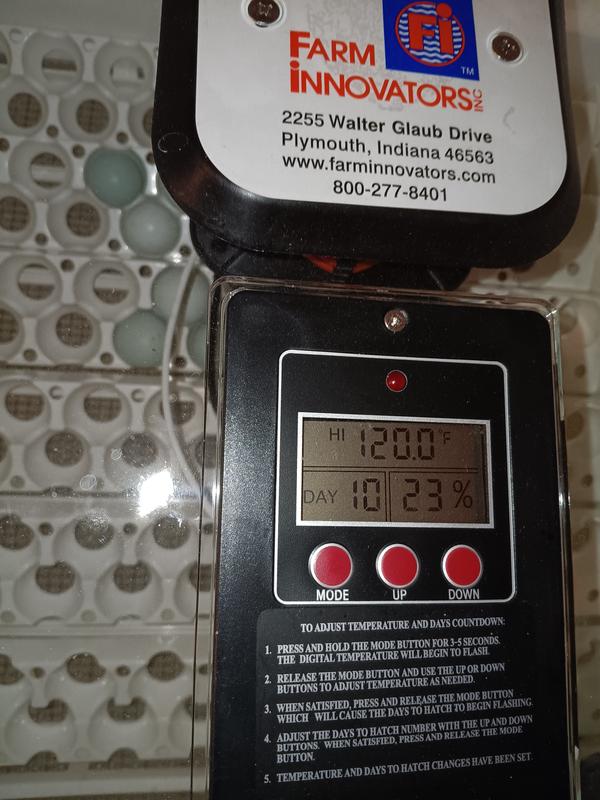 Fi
TM
FARM
INNOVATORS INC
2255 Walter Glaub Drive
Plymouth, Indiana 46563
www.farminnovators.com
800-277-8401
HI 120.0 °F
DAY 10 23 %
MODE UP DOWN
TO ADJUST TEMPERATURE AND DAYS COUNTDOWN:
1. PRESS AND HOLD THE MODE BUTTON FOR 3-5 SECONDS.
THE DIGITAL TEMPERATURE WILL BEGIN TO FLASH.
2. RELEASE THE MODE BUTTON AND USE THE UP OR DOWN
BUTTONS TO ADJUST TEMPERATURE AS NEEDED.
3. WHEN SATISFIED, PRESS AND RELEASE THE MODE BUTTON
WHICH WILL CAUSE THE DAYS TO HATCH TO BEGIN FLASHING.
4. ADJUST THE DAYS TO HATCH NUMBER WITH THE UP AND DOWN
BUTTONS. WHEN SATISFIED, PRESS AND RELEASE THE MODE
BUTTON.
5. TEMPERATURE AND DAYS TO HATCH CHANGES HAVE BEEN SET.